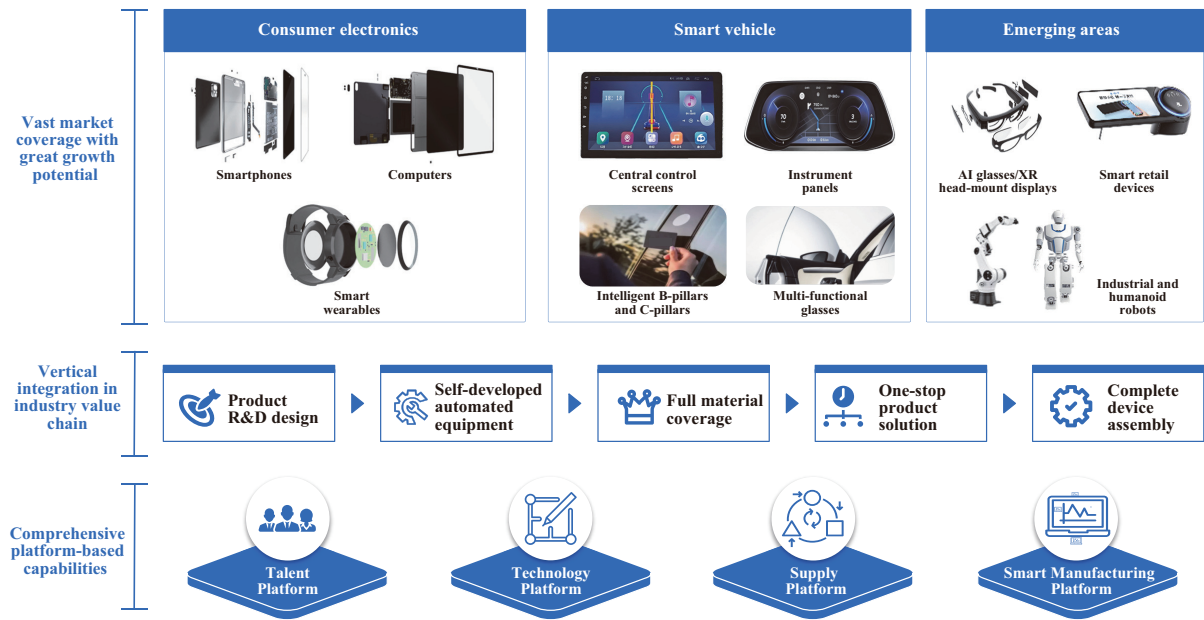 Consumer electronics
Smart vehicle
Emerging areas
Vast market
coverage with
great growth
potential
Smartphones
Computers
Smart
wearables
Central control
screens
Instrument
panels
Intelligent B-pillars
and C-pillars
Multi-functional
glasses
AI glasses/XR
head-mount displays
Smart retail
devices
Industrial and
humanoid
robots
Vertical
integration in
industry value
chain
Product
R&D design
Self-developed
automated
equipment
Full material
coverage
One-stop
product
solution
Complete
device
assembly
Comprehensive
platform-based
capabilities
Talent
Platform
Technology
Platform
Supply
Platform
Smart Manufacturing
Platform